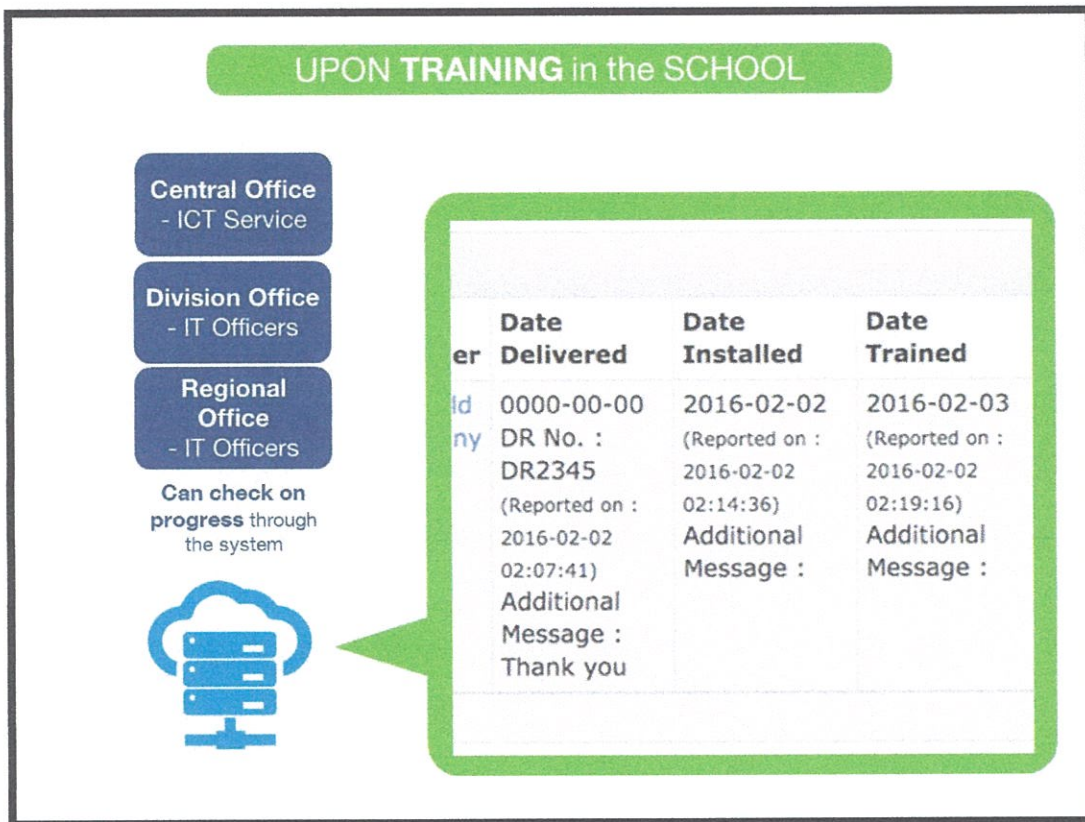 UPON TRAINING in the SCHOOL
Central Office
- ICT Service
Division Office
- IT Officers
Regional
Office
- IT Officers
Can check on
progress through
the system
er
ld
ny
Date
Delivered
0000-00-00
DR No. :
DR2345
(Reported on :
2016-02-02
02:07:41)
Additional
Message :
Thank you
Date
Installed
2016-02-02
(Reported on :
2016-02-02
02:14:36)
Additional
Message :
Date
Trained
2016-02-03
(Reported on :
2016-02-02
02:19:16)
Additional
Message :